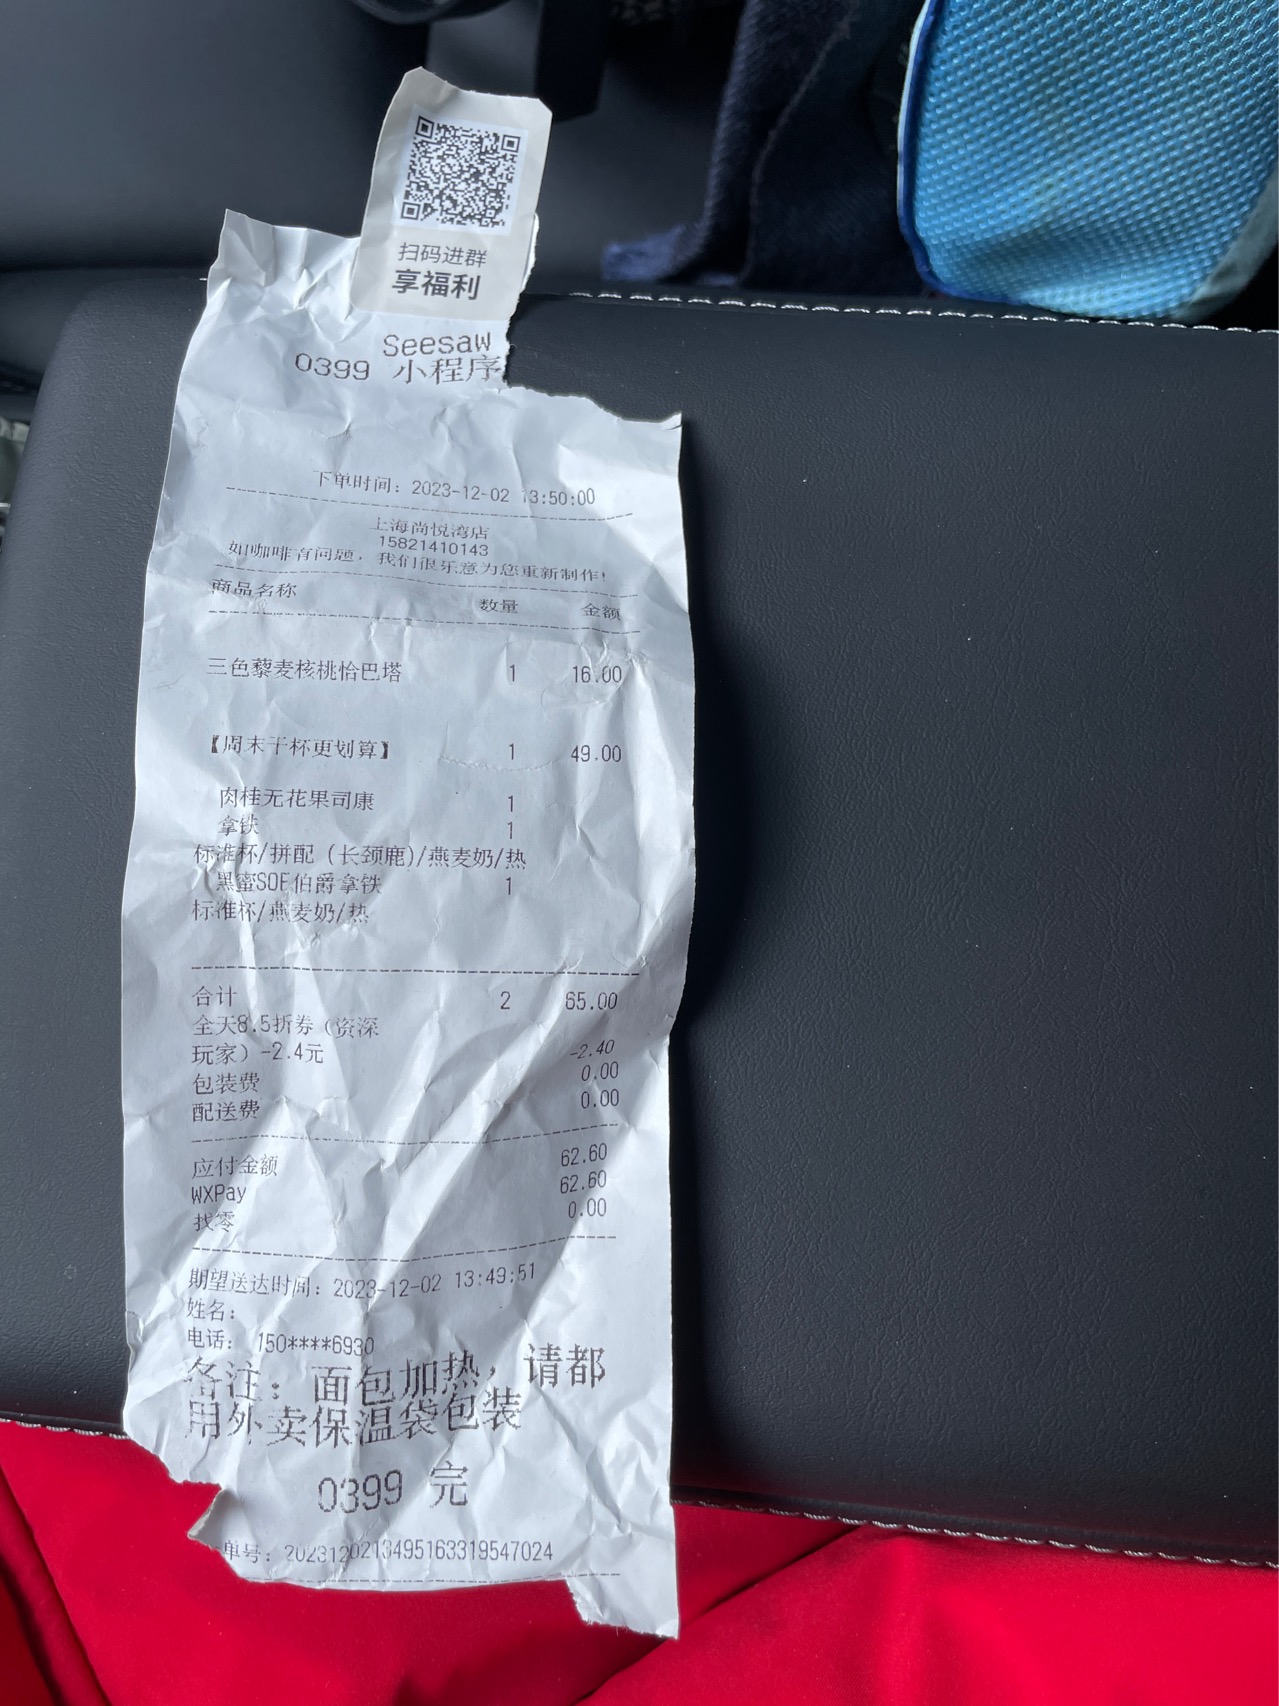 扫码进群
享福利
Seesaw
0399 小程序
下单时间：2023-12-02 13:50:00
上海尚悦湾店
15821410143
如咖啡有问题，我们很乐意为您重新制作！
商品名称 数量 金额
三色藜麦核桃恰巴塔 1 16.00
【周末干杯更划算】 1 49.00
肉桂无花果司康 1
拿铁 1
标准杯/拼配（长颈鹿)/燕麦奶/热
黑蜜SOE伯爵拿铁 1
标准杯/燕麦奶/热
合计 2 65.00
全天8.5折券（资深
玩家）-2.4元 -2.40
包装费 0.00
配送费 0.00
应付金额 62.60
WXPay 62.60
找零 0.00
期望送达时间：2023-12-02 13:49:51
姓名：
电话： 150****6930
备注：面包加热，请都
用外卖保温袋包装
0399 完
单号：2023120213495163319547024